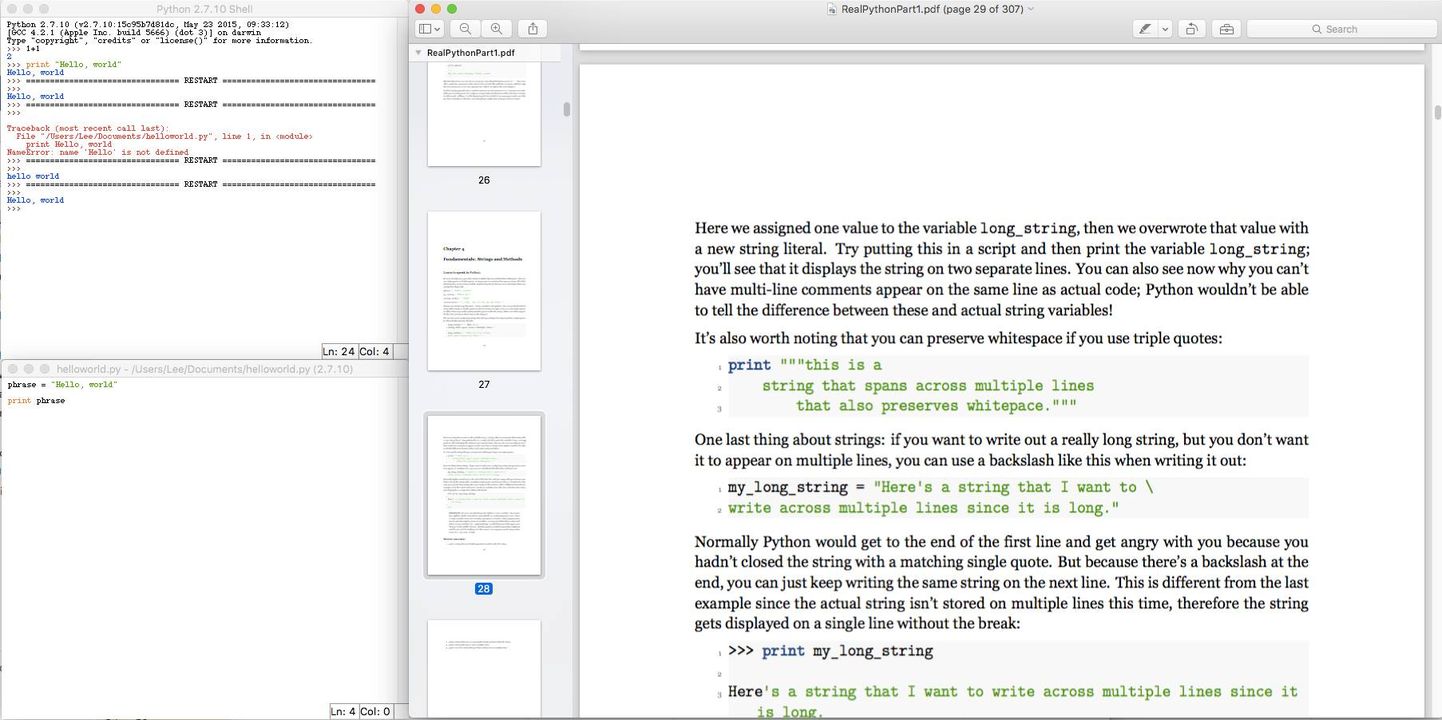 Python 2.7.10 Shell
Python 2.7.10 (v2.7.10:15c95b7d81dc, May 23 2015, 09:33:12)
[GCC 4.2.1 (Apple Inc. build 5666) (dot 3)] on darwin
Type "copyright", "credits" or "license()" for more information.
>>> 1+1
2
>>> print "Hello, world"
Hello, world
>>> ================================ RESTART ================================
>>>
Hello, world
>>> ================================ RESTART ================================
>>>
Traceback (most recent call last):
  File "/Users/Lee/Documents/helloworld.py", line 1, in <module>
    print Hello, world
NameError: name 'Hello' is not defined
>>> ================================ RESTART ================================
>>>
hello world
>>> ================================ RESTART ================================
>>>
Hello, world
>>>
Ln: 24 Col: 4
helloworld.py - /Users/Lee/Documents/helloworld.py (2.7.10)
phrase = "Hello, world"
print phrase
Ln: 4 Col: 0
RealPythonPart1.pdf (page 29 of 307)
Search
RealPythonPart1.pdf
26
Chapter 4
Fundamentals: Strings and Methods
27
28
Here we assigned one value to the variable long_string, then we overwrote that value with
a new string literal. Try putting this in a script and then print the variable long_string;
you'll see that it displays the string on two separate lines. You can also see now why you can't
have multi-line comments appear on the same line as actual code; Python wouldn't be able
to tell the difference between these and actual string variables!
It's also worth noting that you can preserve whitespace if you use triple quotes:
1 print """this is a
2     string that spans across multiple lines
3         that also preserves whitepace."""
One last thing about strings: if you want to write out a really long string, but you don't want
it to appear on multiple lines, you can use a backslash like this when writing it out:
1 my_long_string = "Here's a string that I want to \
2 write across multiple lines since it is long."
Normally Python would get to the end of the first line and get angry with you because you
hadn't closed the string with a matching single quote. But because there's a backslash at the
end, you can just keep writing the same string on the next line. This is different from the last
example since the actual string isn't stored on multiple lines this time, therefore the string
gets displayed on a single line without the break:
1 >>> print my_long_string
2
3 Here's a string that I want to write across multiple lines since it
is long.